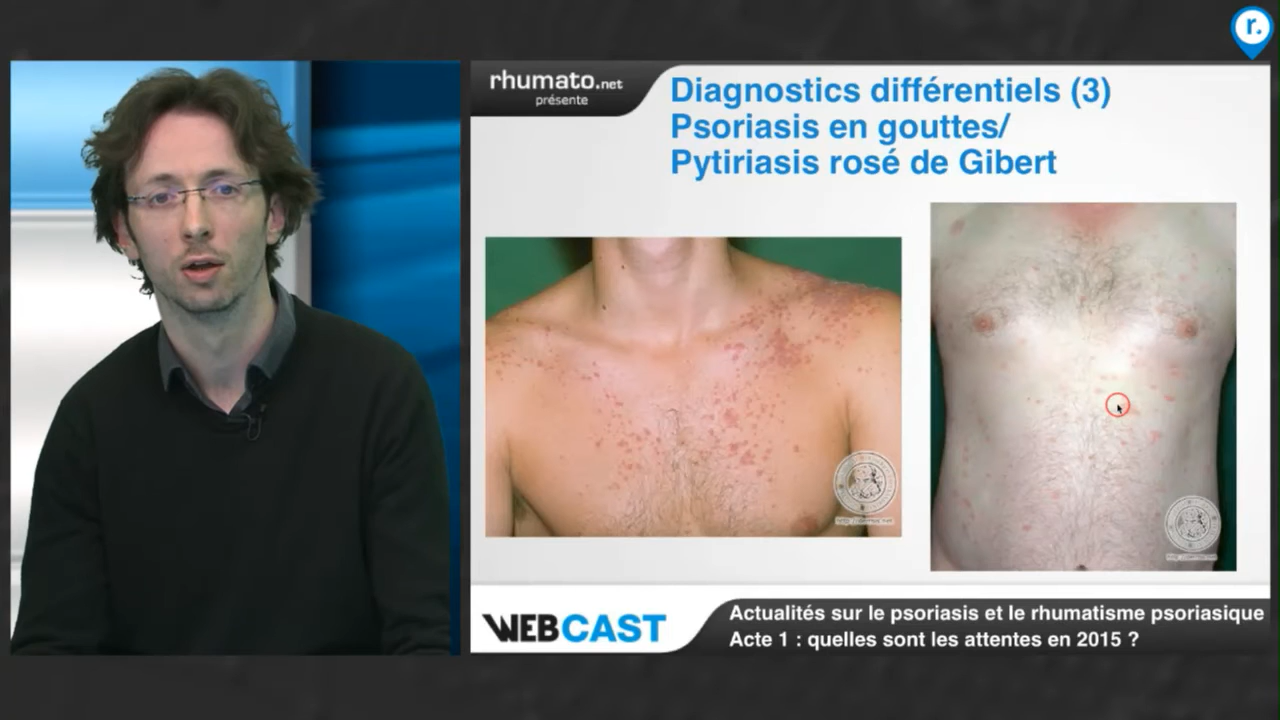 r.
rhumato.net
présente
Diagnostics différentiels (3)
Psoriasis en gouttes/
Pytiriasis rosé de Gibert
WEBCAST
Actualités sur le psoriasis et le rhumatisme psoriasique
Acte 1 : quelles sont les attentes en 2015 ?